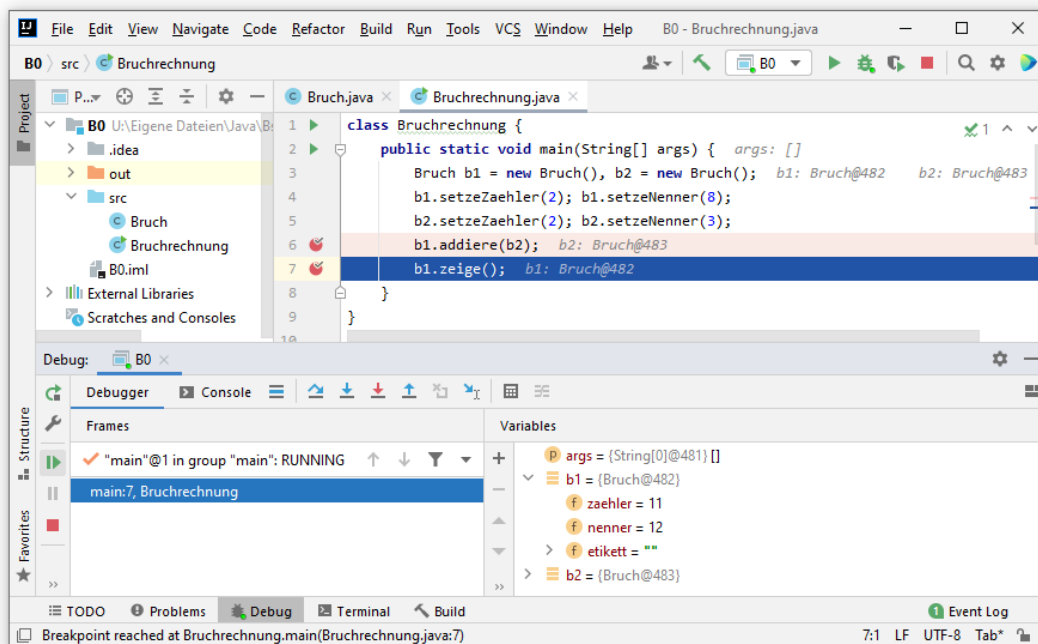 File Edit View Navigate Code Refactor Build Run Tools VCS Window Help B0 - Bruchrechnung.java
B0 src Bruchrechnung B0
Project
P... Bruch.java Bruchrechnung.java
B0 U:\Eigene Dateien\Java\Bs
.idea
out
src
Bruch
Bruchrechnung
B0.iml
External Libraries
Scratches and Consoles
1 class Bruchrechnung { 1
2 public static void main(String[] args) { args: []
3 Bruch b1 = new Bruch(), b2 = new Bruch(); b1: Bruch@482 b2: Bruch@483
4 b1.setzeZaehler(2); b1.setzeNenner(8);
5 b2.setzeZaehler(2); b2.setzeNenner(3);
6 b1.addiere(b2); b2: Bruch@483
7 b1.zeige(); b1: Bruch@482
8 }
9 }
10
Debug: B0
Debugger Console
Frames
"main"@1 in group "main": RUNNING
main:7, Bruchrechnung
Variables
args = {String[0]@481} []
b1 = {Bruch@482}
zaehler = 11
nenner = 12
etikett = ""
b2 = {Bruch@483}
Structure
Favorites
TODO Problems Debug Terminal Build 1 Event Log
Breakpoint reached at Bruchrechnung.main(Bruchrechnung.java:7) 7:1 LF UTF-8 Tab*